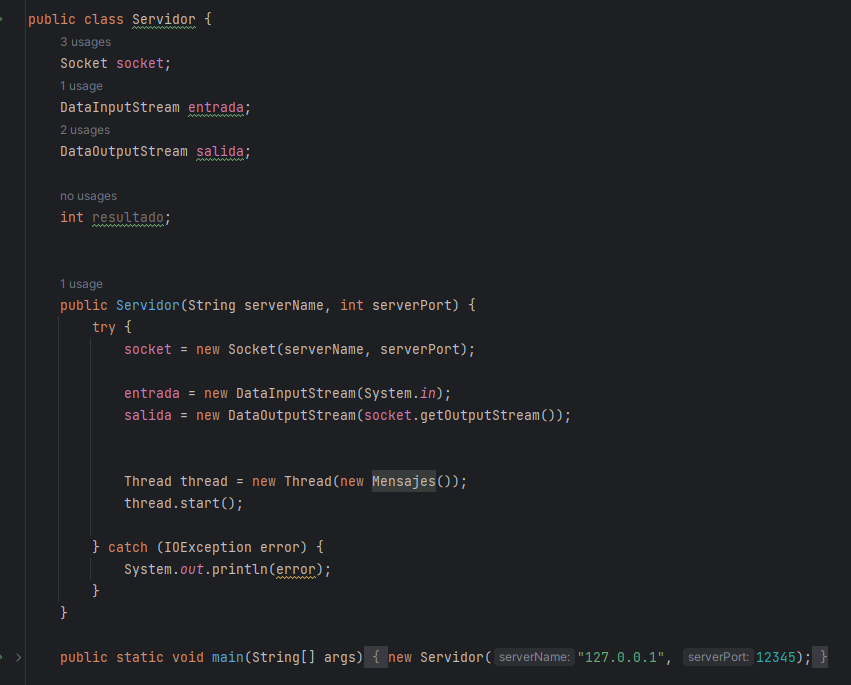 public class Servidor {
3 usages
Socket socket;
1 usage
DataInputStream entrada;
2 usages
DataOutputStream salida;
no usages
int resultado;
1 usage
public Servidor(String serverName, int serverPort) {
try {
socket = new Socket(serverName, serverPort);
entrada = new DataInputStream(System.in);
salida = new DataOutputStream(socket.getOutputStream());
Thread thread = new Thread(new Mensajes());
thread.start();
} catch (IOException error) {
System.out.println(error);
}
}
public static void main(String[] args) { new Servidor( serverName: "127.0.0.1", serverPort: 12345); }